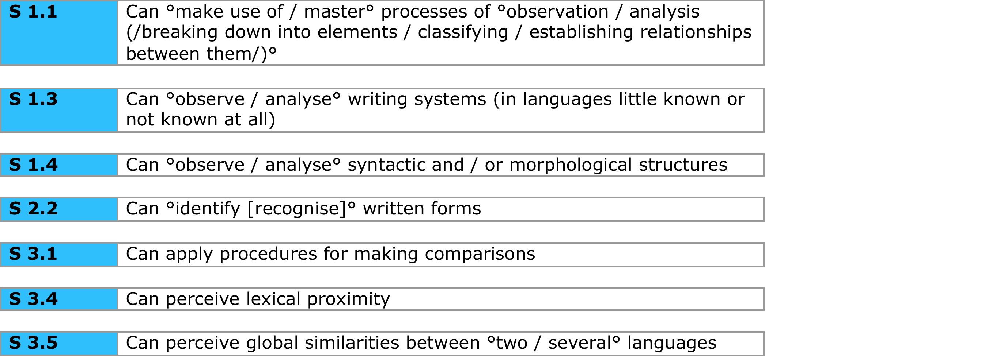 S 1.1 Can °make use of / master° processes of °observation / analysis
(/breaking down into elements / classifying / establishing relationships
between them/)°
S 1.3 Can °observe / analyse° writing systems (in languages little known or
not known at all)
S 1.4 Can °observe / analyse° syntactic and / or morphological structures
S 2.2 Can °identify [recognise]° written forms
S 3.1 Can apply procedures for making comparisons
S 3.4 Can perceive lexical proximity
S 3.5 Can perceive global similarities between °two / several° languages